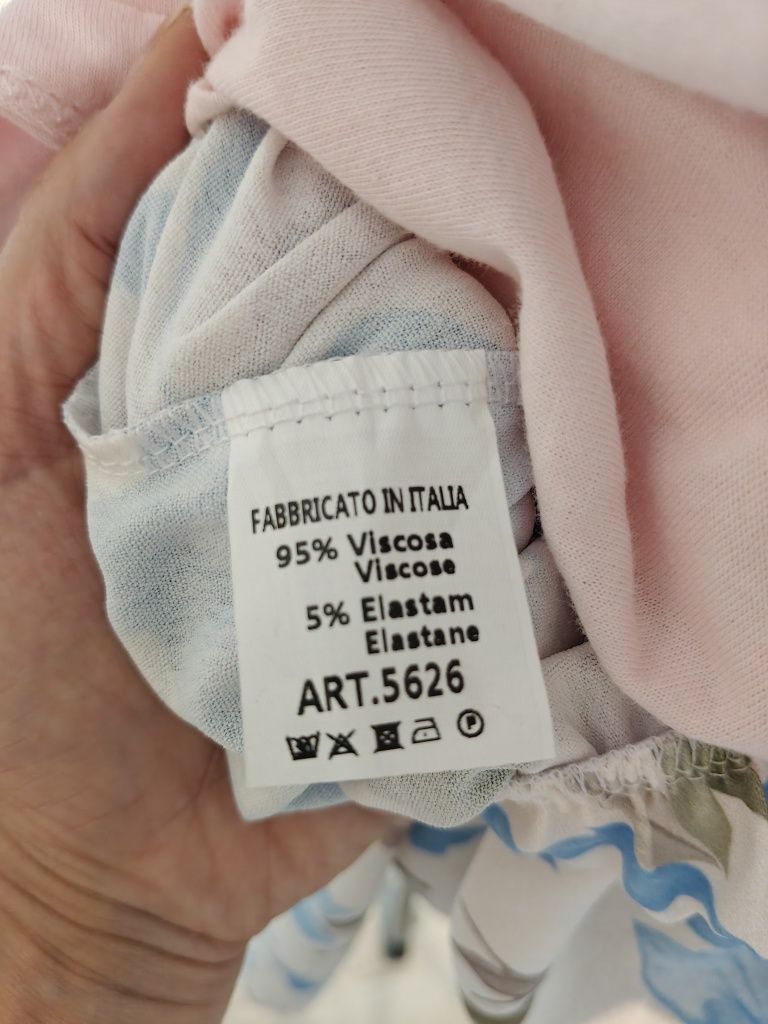 FABBRICATO IN ITALIA
95% Viscosa
Viscose
5% Elastam
Elastane
ART.5626
P